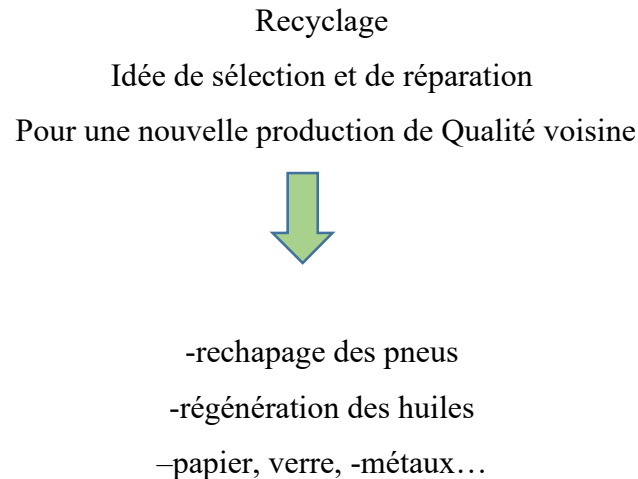 Recyclage
Idée de sélection et de réparation
Pour une nouvelle production de Qualité voisine
-rechapage des pneus
-régénération des huiles
–papier, verre, -métaux…